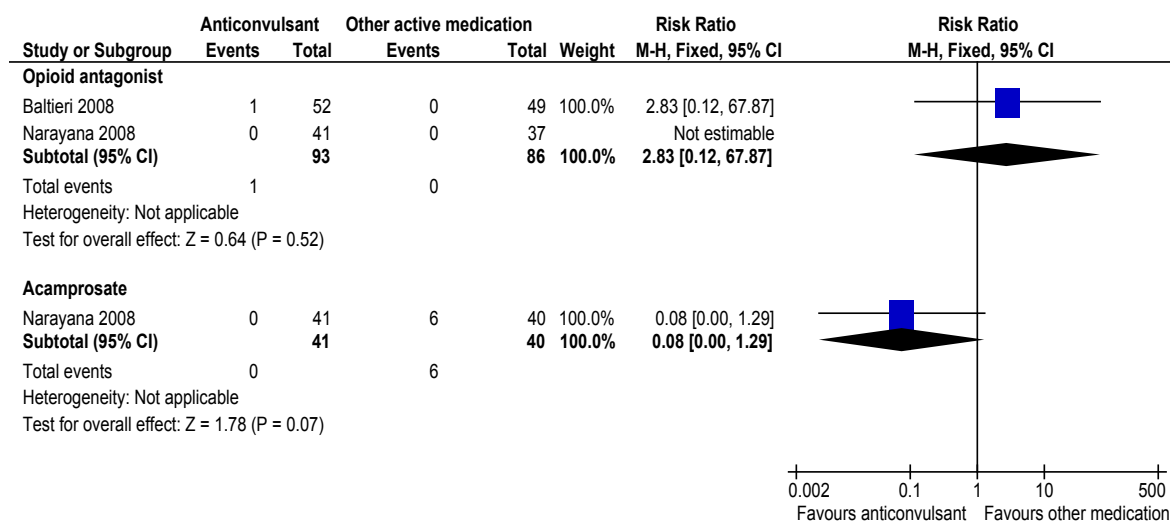 Anticonvulsant Other active medication Risk Ratio Risk Ratio
Study or Subgroup Events Total Events Total Weight M-H, Fixed, 95% CI M-H, Fixed, 95% CI
Opioid antagonist
Baltieri 2008 1 52 0 49 100.0% 2.83 [0.12, 67.87]
Narayana 2008 0 41 0 37 Not estimable
Subtotal (95% CI) 93 86 100.0% 2.83 [0.12, 67.87]
Total events 1 0
Heterogeneity: Not applicable
Test for overall effect: Z = 0.64 (P = 0.52)
Acamprosate
Narayana 2008 0 41 6 40 100.0% 0.08 [0.00, 1.29]
Subtotal (95% CI) 41 40 100.0% 0.08 [0.00, 1.29]
Total events 0 6
Heterogeneity: Not applicable
Test for overall effect: Z = 1.78 (P = 0.07)
0.002 0.1 1 10 500
Favours anticonvulsant Favours other medication